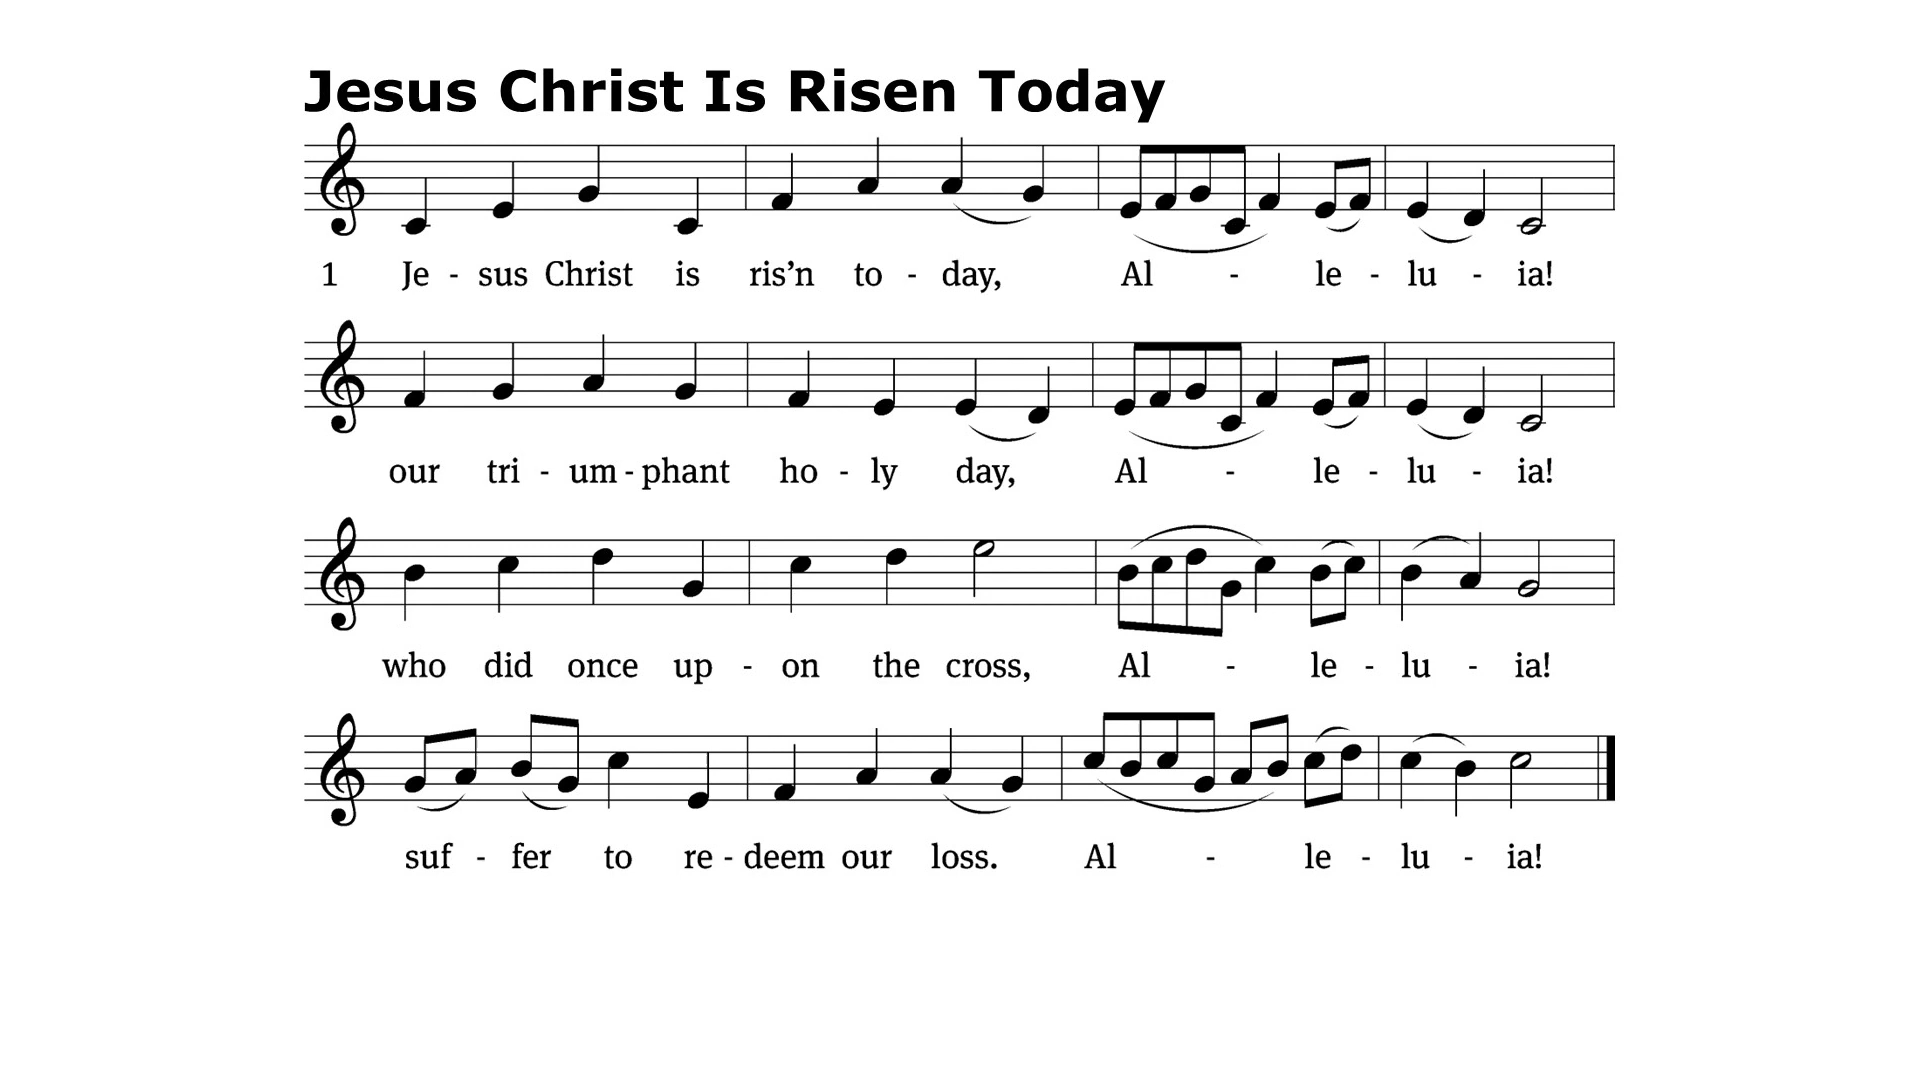 Jesus Christ Is Risen Today
1 Je - sus Christ is ris’n to - day, Al - le - lu - ia!
our tri - um - phant ho - ly day, Al - le - lu - ia!
who did once up - on the cross, Al - le - lu - ia!
suf - fer to re - deem our loss. Al - le - lu - ia!